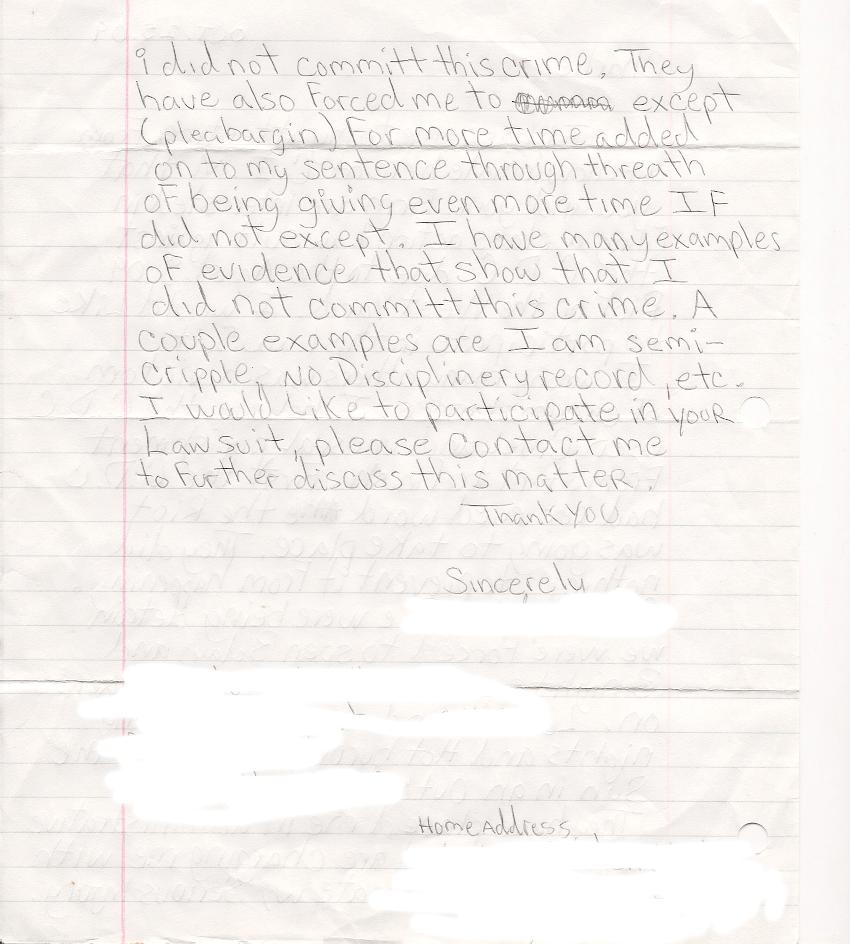 i did not committ this crime. They
have also Forced me to except
(pleabargin) For more time added
on to my sentence through threath
of being giving even more time IF
did not except. I have many examples
of evidence that show that I
did not committ this crime. A
couple examples are I am semi-
cripple, No Disciplinery record, etc.
I would Like to participate in your
Lawsuit, please Contact me
to further discuss this matter.
Thank You
Sincerely
Home Address